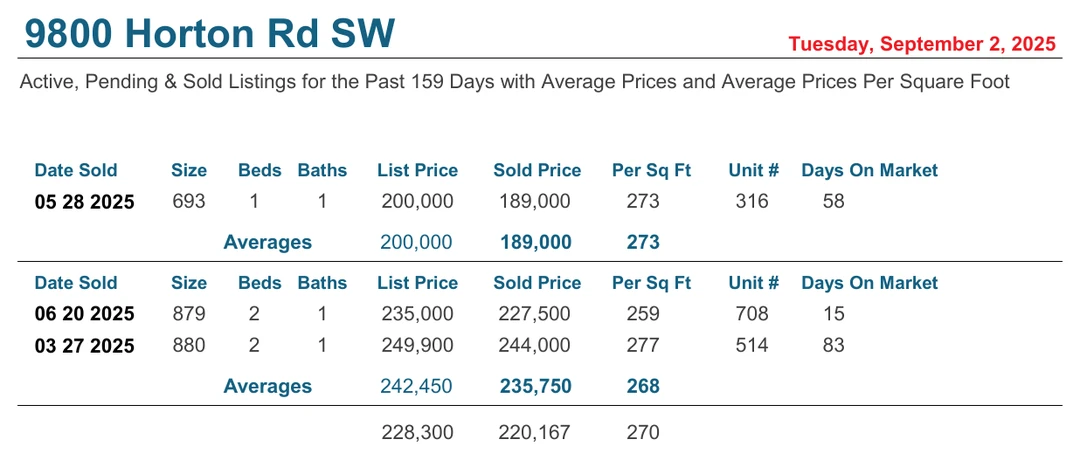 9800 Horton Rd SW
Tuesday, September 2, 2025
Active, Pending & Sold Listings for the Past 159 Days with Average Prices and Average Prices Per Square Foot
Date Sold Size Beds Baths List Price Sold Price Per Sq Ft Unit # Days On Market
05 28 2025 693 1 1 200,000 189,000 273 316 58
Averages 200,000 189,000 273
Date Sold Size Beds Baths List Price Sold Price Per Sq Ft Unit # Days On Market
06 20 2025 879 2 1 235,000 227,500 259 708 15
03 27 2025 880 2 1 249,900 244,000 277 514 83
Averages 242,450 235,750 268
228,300 220,167 270